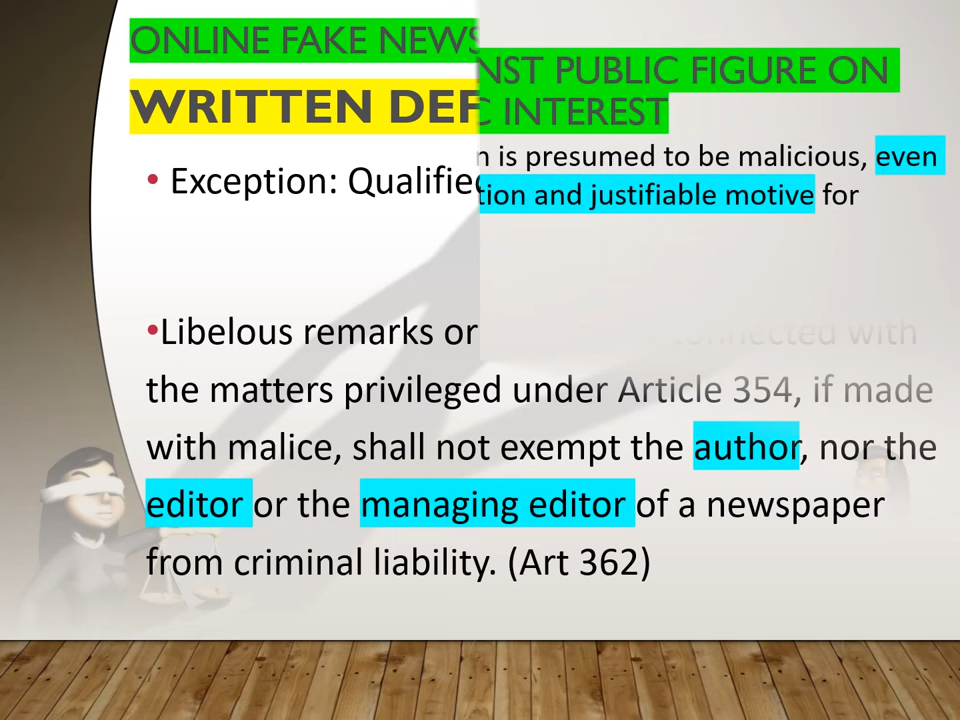 ONLINE FAKE NEWS
NST PUBLIC FIGURE ON
WRITTEN DEF
C INTEREST
n is presumed to be malicious, even
• Exception: Qualified
tion and justifiable motive for
•Libelous remarks or connected with
the matters privileged under Article 354, if made
with malice, shall not exempt the author, nor the
editor or the managing editor of a newspaper
from criminal liability. (Art 362)